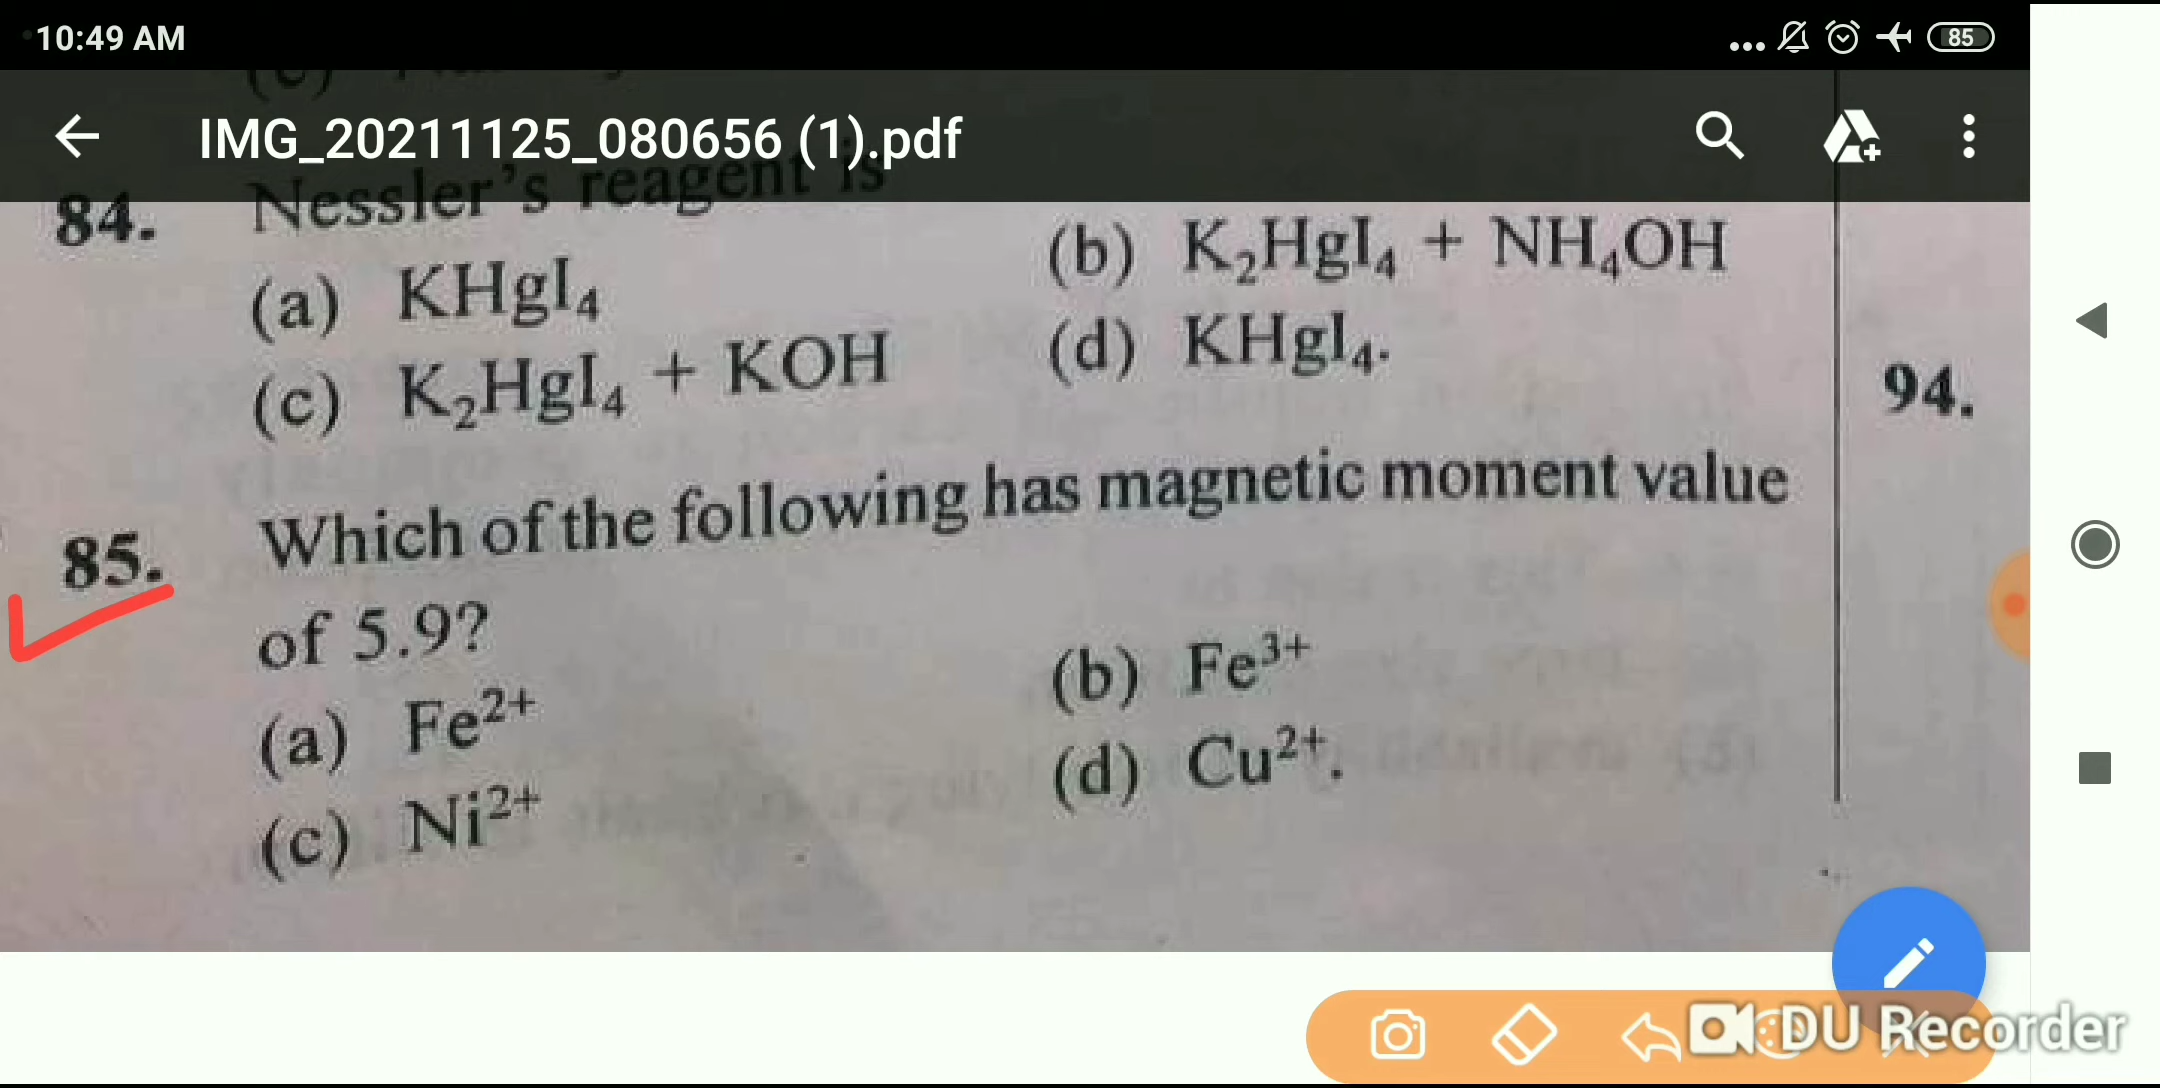 10:49 AM
85
IMG_20211125_080656 (1).pdf
84. Nessler's reagent is
(a) KHgI₄ (b) K₂HgI₄ + NH₄OH
(c) K₂HgI₄ + KOH (d) KHgI₄.
85. Which of the following has magnetic moment value
of 5.9?
(a) Fe²⁺ (b) Fe³⁺
(c) Ni²⁺ (d) Cu²⁺.
94.
DU Recorder